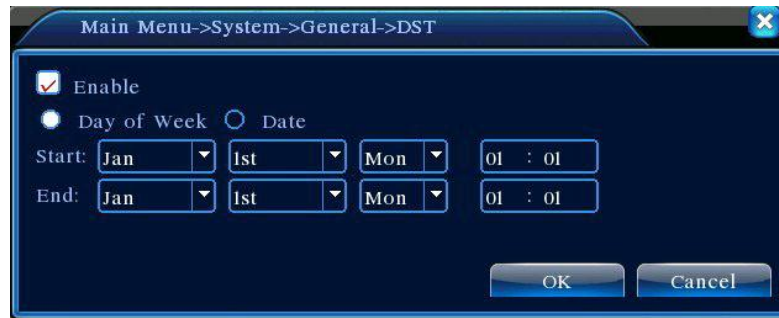 Main Menu->System->General->DST
Enable
Day of Week Date
Start: Jan 1st Mon 01 : 01
End: Jan 1st Mon 01 : 01
OK Cancel